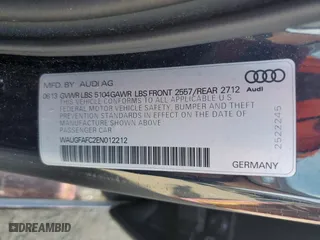 MFD BY AUDI AG
06 13 GVWR LBS 5104 GAWR LBS FRONT 2557/REAR 2712
THIS VEHICLE CONFORMS TO ALL APPLICABLE U.S.
FEDERAL MOTOR VEHICLE SAFETY, BUMPER AND THEFT
PREVENTION STANDARDS IN EFFECT ON THE DATE OF
MANUFACTURE SHOWN ABOVE.
PASSENGER CAR
WAUGFAFC2EN012212
GERMANY
Audi
2522245